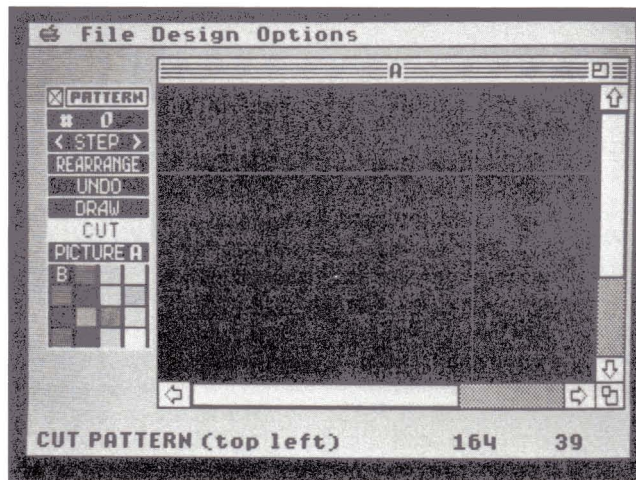 File Design Options
A
PATTERN
# 0
< STEP >
REARRANGE
UNDO
DRAW
CUT
PICTURE A
B
CUT PATTERN (top left) 164 39